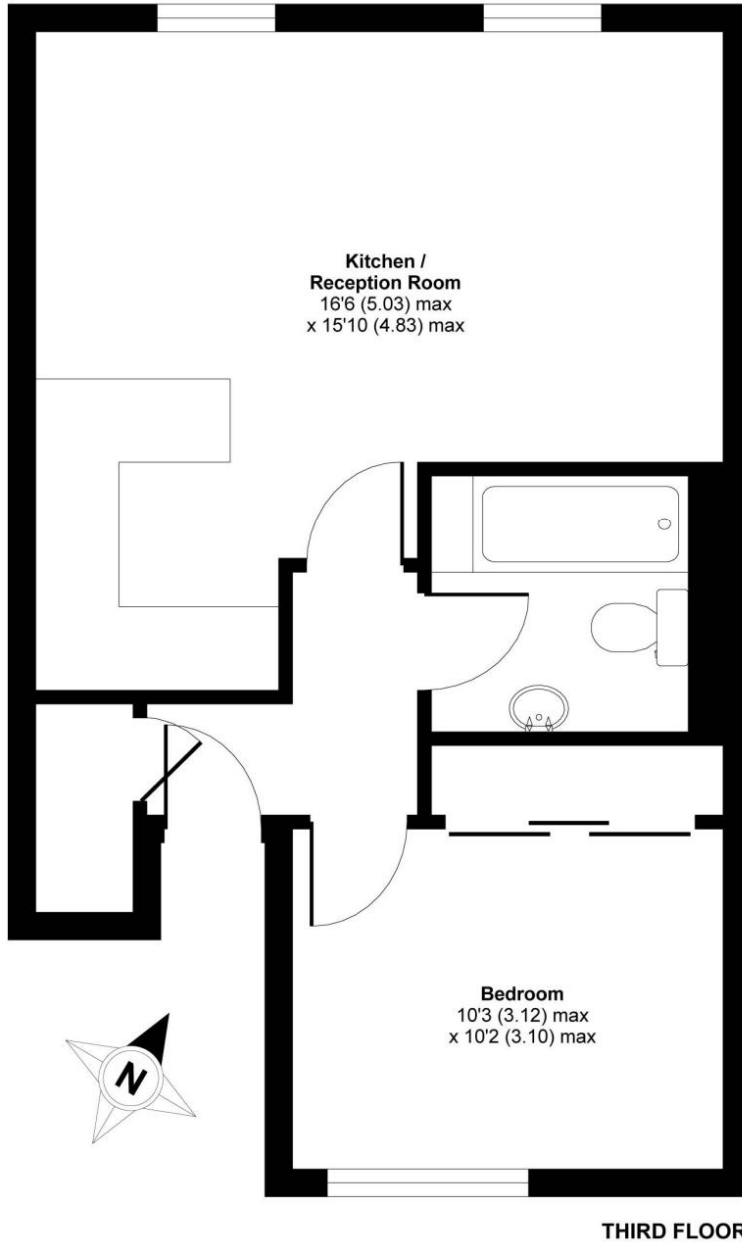 Kitchen /
Reception Room
16'6 (5.03) max
x 15'10 (4.83) max
Bedroom
10'3 (3.12) max
x 10'2 (3.10) max
N
THIRD FLOOR